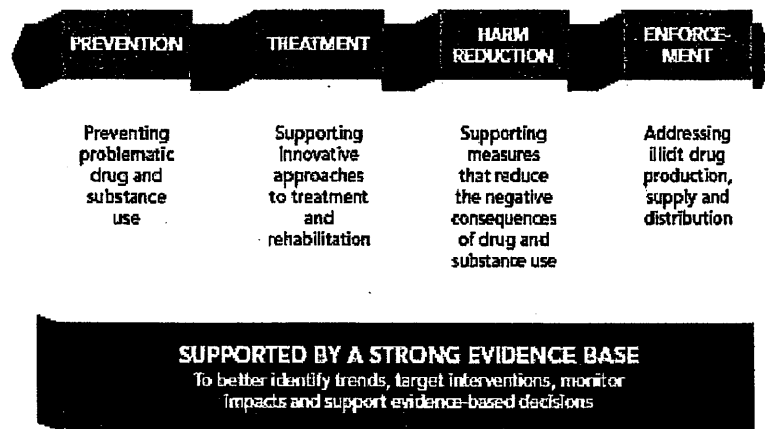 PREVENTION
TREATMENT
HARM
REDUCTION
ENFORCE-
MENT
Preventing
problematic
drug and
substance
use
Supporting
innovative
approaches
to treatment
and
rehabilitation
Supporting
measures
that reduce
the negative
consequences
of drug and
substance use
Addressing
illicit drug
production,
supply and
distribution
SUPPORTED BY A STRONG EVIDENCE BASE
To better identify trends, target interventions, monitor
impacts and support evidence-based decisions